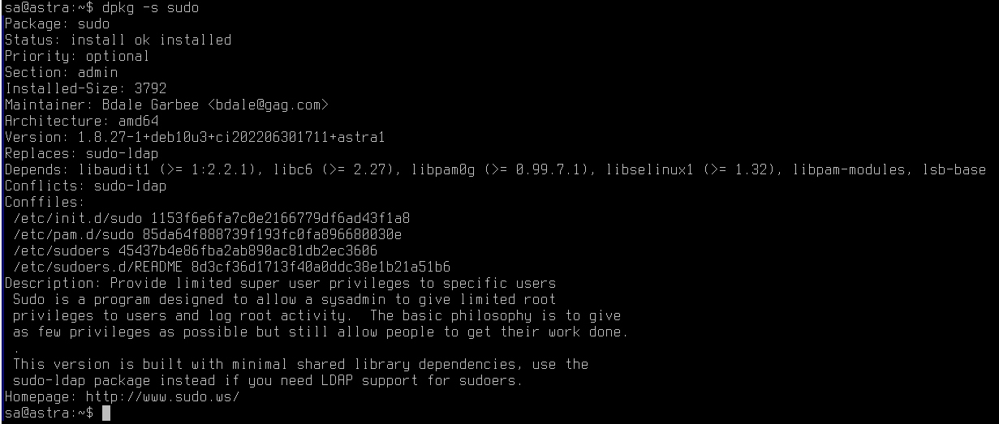 sa@astra:~$ dpkg -s sudo
Package: sudo
Status: install ok installed
Priority: optional
Section: admin
Installed-Size: 3792
Maintainer: Bdale Garbee <bdale@gag.com>
Architecture: amd64
Version: 1.8.27-1+deb10u3+ci202206301711+astra1
Replaces: sudo-ldap
Depends: libaudit1 (>= 1:2.2.1), libc6 (>= 2.27), libpam0g (>= 0.99.7.1), libselinux1 (>= 1.32), libpam-modules, lsb-base
Conflicts: sudo-ldap
Conffiles:
 /etc/init.d/sudo 1153f6e6fa7c0e2166779df6ad43f1a8
 /etc/pam.d/sudo 85da64f888739f193fc0fa896680030e
 /etc/sudoers 45437b4e86fba2ab890ac81db2ec3606
 /etc/sudoers.d/README 8d3cf36d1713f40a0ddc38e1b21a51b6
Description: Provide limited super user privileges to specific users
 Sudo is a program designed to allow a sysadmin to give limited root
 privileges to users and log root activity.  The basic philosophy is to give
 as few privileges as possible but still allow people to get their work done.
 .
 This version is built with minimal shared library dependencies, use the
 sudo-ldap package instead if you need LDAP support for sudoers.
Homepage: http://www.sudo.ws/
sa@astra:~$